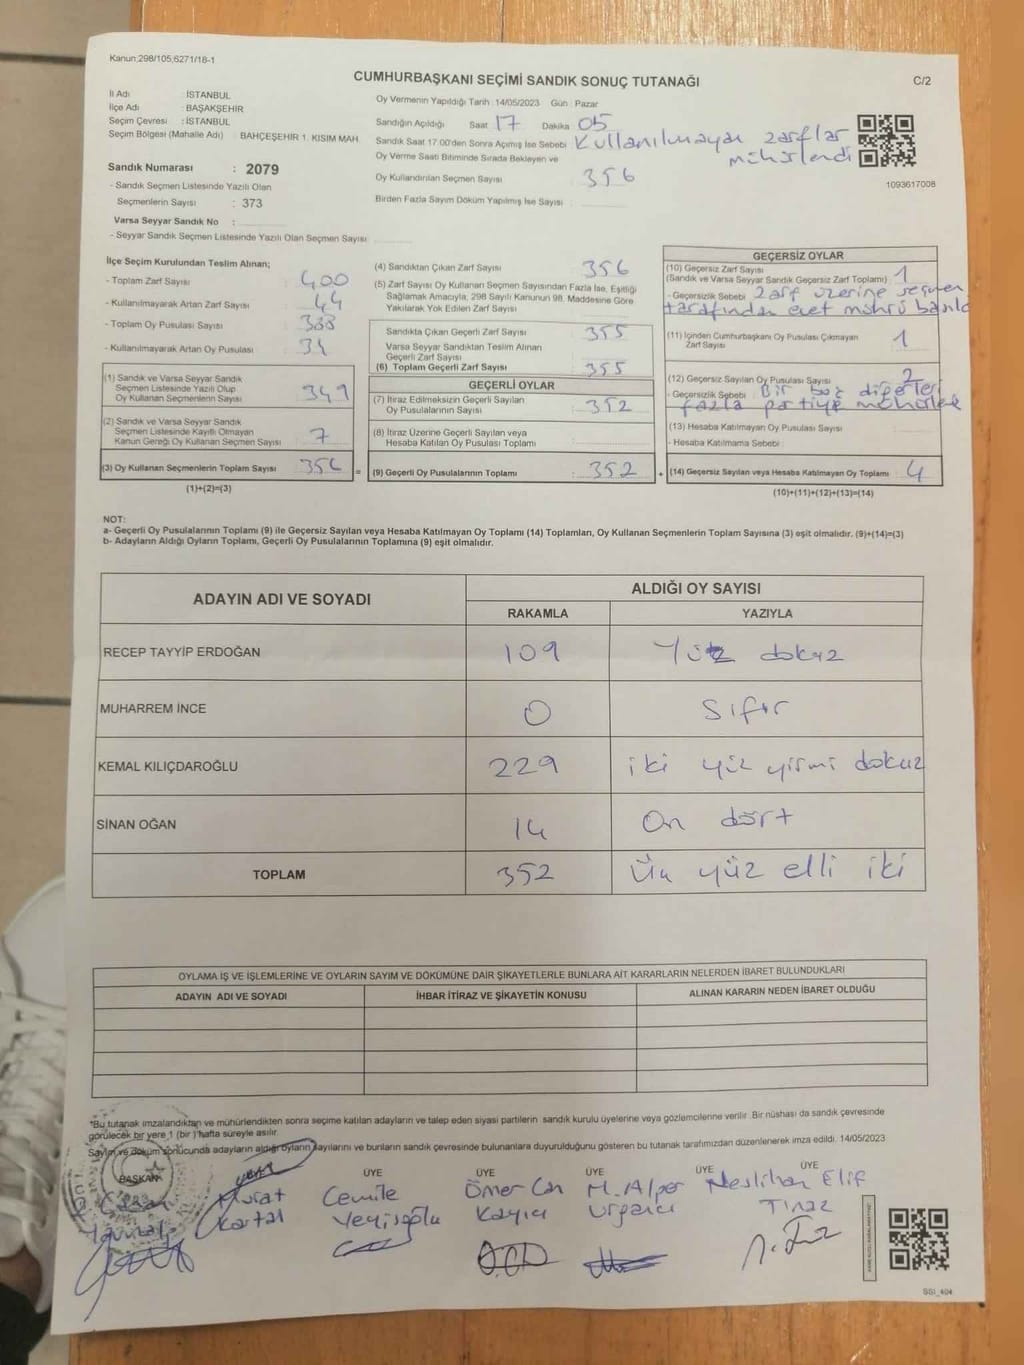 Kanun;298/105;6271/18-1
CUMHURBAŞKANI SEÇİMİ SANDIK SONUÇ TUTANAĞI
C/2
İl Adı : İSTANBUL
İlçe Adı : BAŞAKŞEHİR
Seçim Çevresi : İSTANBUL
Seçim Bölgesi (Mahalle Adı) : BAHÇEŞEHİR 1. KISIM MAH
Sandık Numarası : 2079
- Sandık Seçmen Listesinde Yazılı Olan
Seçmenlerin Sayısı : 373
Varsa Seyyar Sandık No :
- Seyyar Sandık Seçmen Listesinde Yazılı Olan Seçmen Sayısı
Oy Vermenin Yapıldığı Tarih :14/05/2023 Gün : Pazar
Sandığın Açıldığı Saat 17 Dakika 05
Sandık Saat 17:00'den Sonra Açılmış İse Sebebi Kullanılmayan zarflar
mühürlendi
Oy Verme Saati Bitiminde Sırada Bekleyen ve
Oy Kullandırılan Seçmen Sayısı : 356
Birden Fazla Sayım Döküm Yapılmış İse Sayısı :
1093617008
İlçe Seçim Kurulundan Teslim Alınan;
- Toplam Zarf Sayısı : 400
- Kullanılmayarak Artan Zarf Sayısı : 44
- Toplam Oy Pusulası Sayısı : 388
- Kullanılmayarak Artan Oy Pusulası : 31
(1) Sandık ve Varsa Seyyar Sandık
Seçmen Listesinde Yazılı Olup
Oy Kullanan Seçmenlerin Sayısı : 349
(2) Sandık ve Varsa Seyyar Sandık
Seçmen Listesinde Kayıtlı Olmayan
Kanun Gereği Oy Kullanan Seçmen Sayısı : 7
(3) Oy Kullanan Seçmenlerin Toplam Sayısı : 356
(1)+(2)=(3)
(4) Sandıktan Çıkan Zarf Sayısı : 356
(5) Zarf Sayısı Oy Kullanan Seçmen Sayısından Fazla İse, Eşitliği
Sağlamak Amacıyla, 298 Sayılı Kanunun 98. Maddesine Göre
Yakılarak Yok Edilen Zarf Sayısı :
Sandıkta Çıkan Geçerli Zarf Sayısı : 355
Varsa Seyyar Sandıktan Teslim Alınan
Geçerli Zarf Sayısı :
(6) Toplam Geçerli Zarf Sayısı : 355
GEÇERLİ OYLAR
(7) İtiraz Edilmeksizin Geçerli Sayılan
Oy Pusulalarının Sayısı : 352
(8) İtiraz Üzerine Geçerli Sayılan veya
Hesaba Katılan Oy Pusulası Toplamı :
= (9) Geçerli Oy Pusulalarının Toplamı : 352
GEÇERSİZ OYLAR
(10) Geçersiz Zarf Sayısı
(Sandık ve Varsa Seyyar Sandık Geçersiz Zarf Toplamı) : 1
- Geçersizlik Sebebi : Zarf üzerine seçmen
tarafından evet mührü basıldı
(11) İçinden Cumhurbaşkanı Oy Pusulası Çıkmayan
Zarf Sayısı : 1
(12) Geçersiz Sayılan Oy Pusulası Sayısı : 2
- Geçersizlik Sebebi : Bir boş diğerleri
fazla partiye mühürlenmiş
(13) Hesaba Katılmayan Oy Pusulası Sayısı :
- Hesaba Katılmama Sebebi :
+ (14) Geçersiz Sayılan veya Hesaba Katılmayan Oy Toplamı : 4
(10)+(11)+(12)+(13)=(14)
NOT:
a- Geçerli Oy Pusulalarının Toplamı (9) ile Geçersiz Sayılan veya Hesaba Katılmayan Oy Toplamı (14) Toplamları, Oy Kullanan Seçmenlerin Toplam Sayısına (3) eşit olmalıdır. (9)+(14)=(3)
b- Adayların Aldığı Oyların Toplamı, Geçerli Oy Pusulalarının Toplamına (9) eşit olmalıdır.
ADAYIN ADI VE SOYADI
ALDIĞI OY SAYISI
RAKAMLA YAZIYLA
RECEP TAYYİP ERDOĞAN 109 Yüz dokuz
MUHARREM İNCE 0 Sıfır
KEMAL KILIÇDAROĞLU 229 iki yüz yirmi dokuz
SİNAN OĞAN 14 On dört
TOPLAM 352 Üç yüz elli iki
OYLAMA İŞ VE İŞLEMLERİNE VE OYLARIN SAYIM VE DÖKÜMÜNE DAİR ŞİKAYETLERLE BUNLARA AİT KARARLARIN NELERDEN İBARET BULUNDUKLARI
ADAYIN ADI VE SOYADI İHBAR İTİRAZ VE ŞİKAYETİN KONUSU ALINAN KARARIN NEDEN İBARET OLDUĞU
*Bu tutanak imzalandıktan ve mühürlendikten sonra seçime katılan adayların ve talep eden siyasi partilerin sandık kurulu üyelerine veya gözlemcilerine verilir. Bir nüshası da sandık çevresinde
görülecek bir yere 1 (bir ) hafta süreyle asılır.
Sayım ve döküm sonucunda adayların aldığı oyların sayılarını ve bunların sandık çevresinde bulunanlara duyurulduğunu gösteren bu tutanak tarafımızdan düzenlenerek imza edildi. 14/05/2023
BAŞKAN ÜYE ÜYE ÜYE ÜYE ÜYE
Murat Cemile Ömer Can M. Alper Neslihan Elif
Kartal Yeyisoğlu Kayıcı Urgancı Tınaz
SSI_404